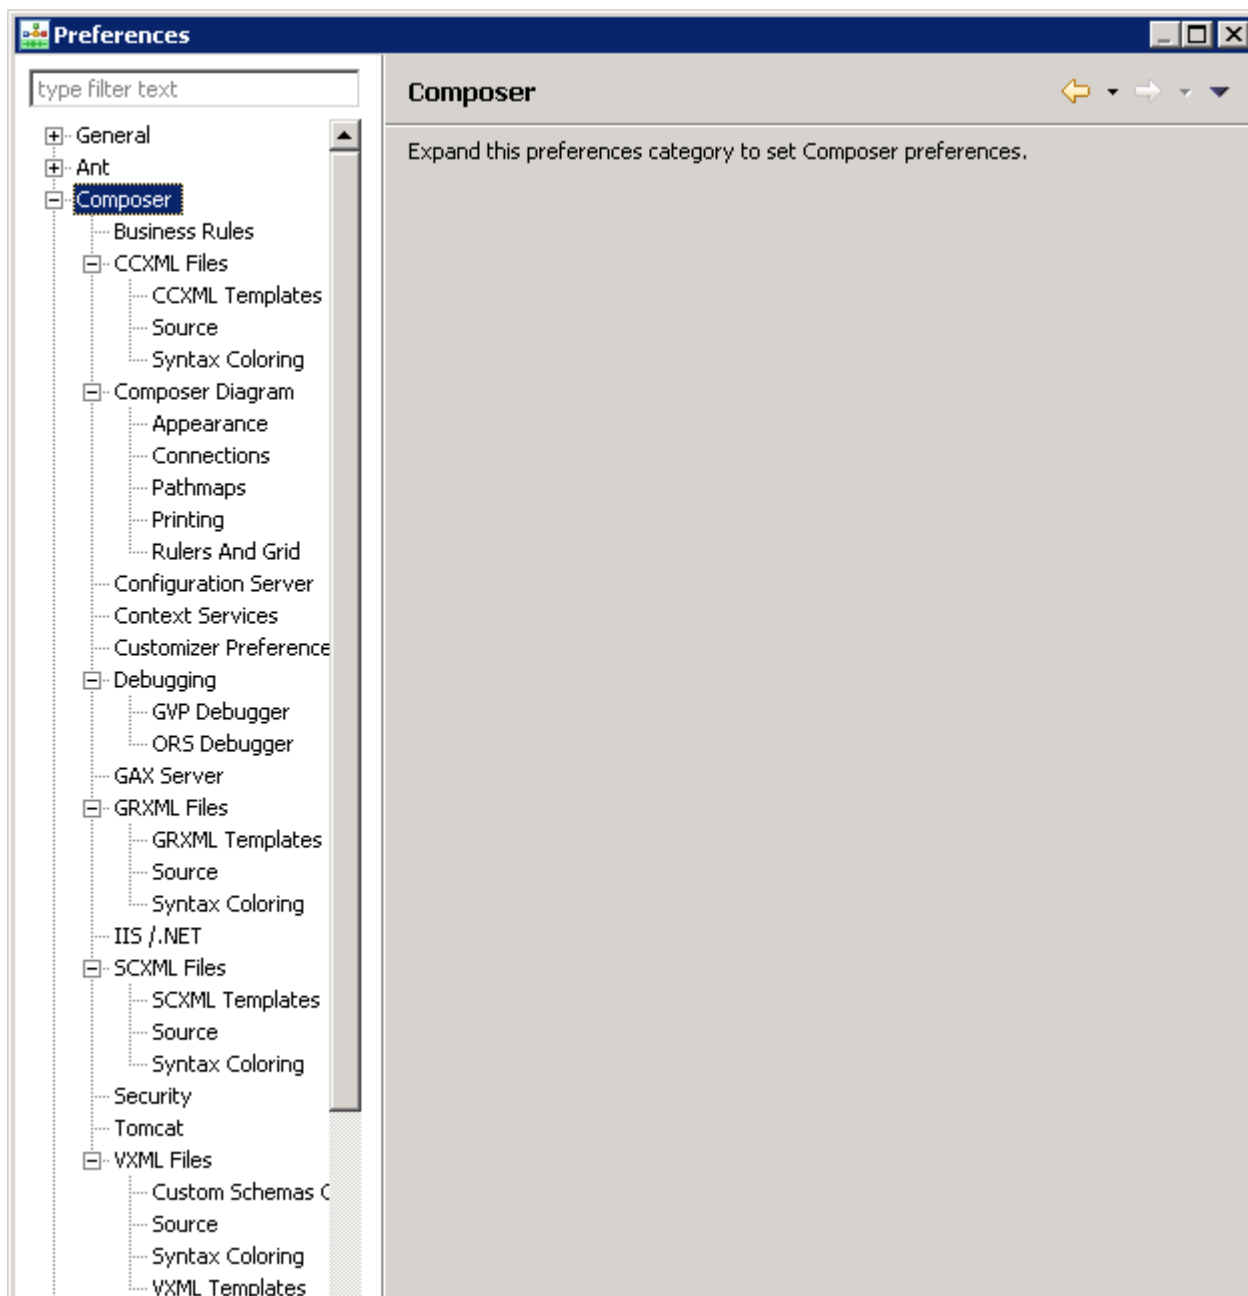 Preferences
type filter text
General
Ant
Composer
Business Rules
CCXML Files
CCXML Templates
Source
Syntax Coloring
Composer Diagram
Appearance
Connections
Pathmaps
Printing
Rulers And Grid
Configuration Server
Context Services
Customizer Preference
Debugging
GVP Debugger
ORS Debugger
GAX Server
GRXML Files
GRXML Templates
Source
Syntax Coloring
IIS /.NET
SCXML Files
SCXML Templates
Source
Syntax Coloring
Security
Tomcat
VXML Files
Custom Schemas
Source
Syntax Coloring
VXML Templates
Composer
Expand this preferences category to set Composer preferences.